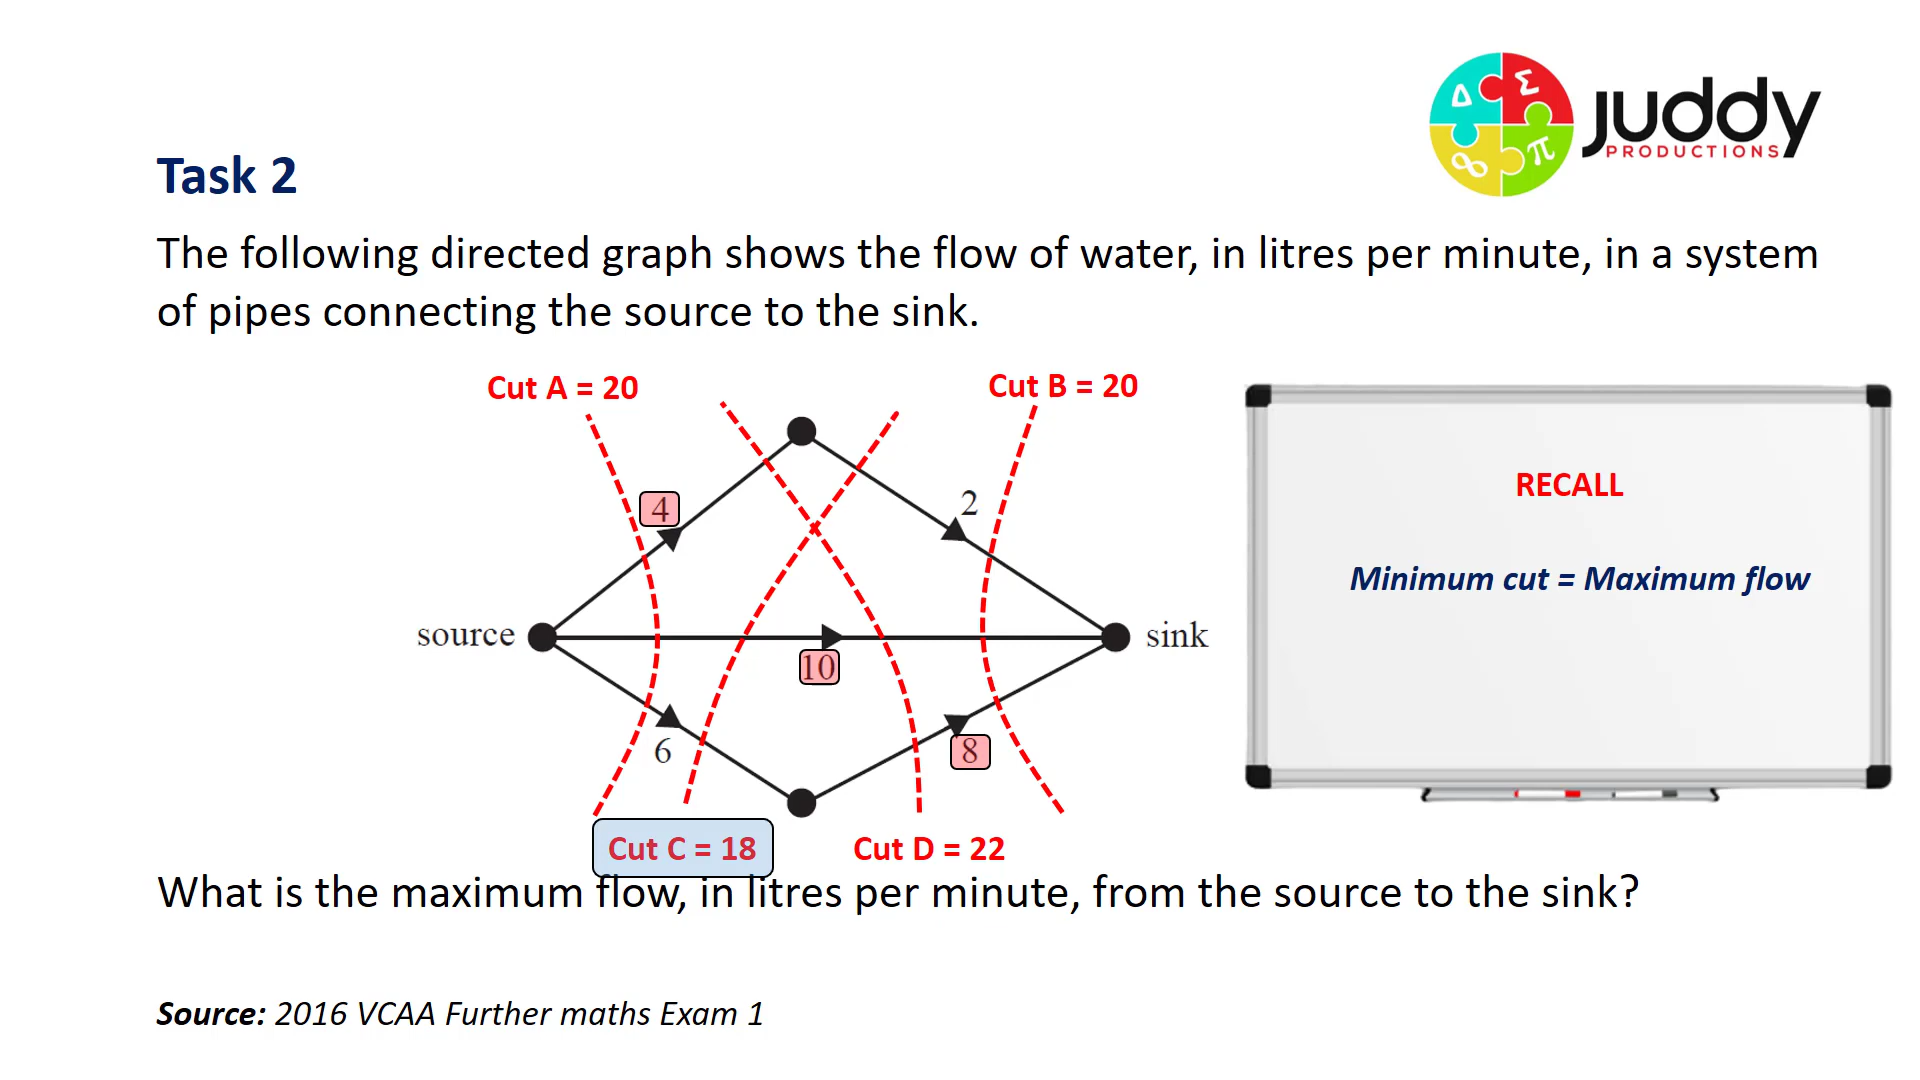 Δ Σ
∞ π
juddy
PRODUCTIONS
Task 2
The following directed graph shows the flow of water, in litres per minute, in a system
of pipes connecting the source to the sink.
Cut A = 20
Cut B = 20
4
2
source
sink
10
6
8
Cut C = 18
Cut D = 22
RECALL
Minimum cut = Maximum flow
What is the maximum flow, in litres per minute, from the source to the sink?
Source: 2016 VCAA Further maths Exam 1